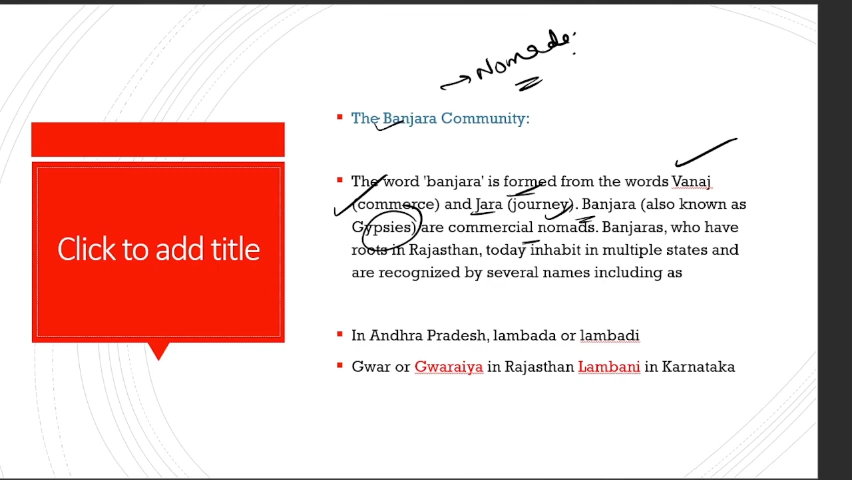 Nomads:
The Banjara Community:
The word 'banjara' is formed from the words Vanaj
(commerce) and Jara (journey). Banjara (also known as
Gypsies) are commercial nomads. Banjaras, who have
roots in Rajasthan, today inhabit in multiple states and
are recognized by several names including as
Click to add title
In Andhra Pradesh, lambada or lambadi
Gwar or Gwaraiya in Rajasthan Lambani in Karnataka